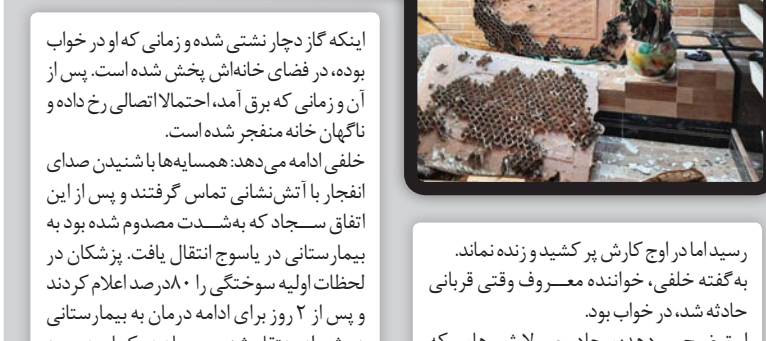 رسید اما در اوج کارش پر کشید و زنده نماند.
به‌گفته خلفی، خواننده معــروف وقتی قربانی
حادثه شد، در خواب بود.
اینکه گاز دچار نشتی شده و زمانی که او در خواب
بوده، در فضای خانه‌اش پخش شده است. پس از
آن و زمانی که برق آمد، احتمالا اتصالی رخ داده و
ناگهان خانه منفجر شده است.
خلفی ادامه می‌دهد: همسایه‌ها با شنیدن صدای
انفجار با آتش‌نشانی تماس گرفتند و پس از این
اتفاق ســجاد که به‌شــدت مصدوم شده بود به
بیمارستانی در یاسوج انتقال یافت. پزشکان در
لحظات اولیه سوختگی را ۸۰درصد اعلام کردند
و پس از ۲ روز برای ادامه درمان به بیمارستانی